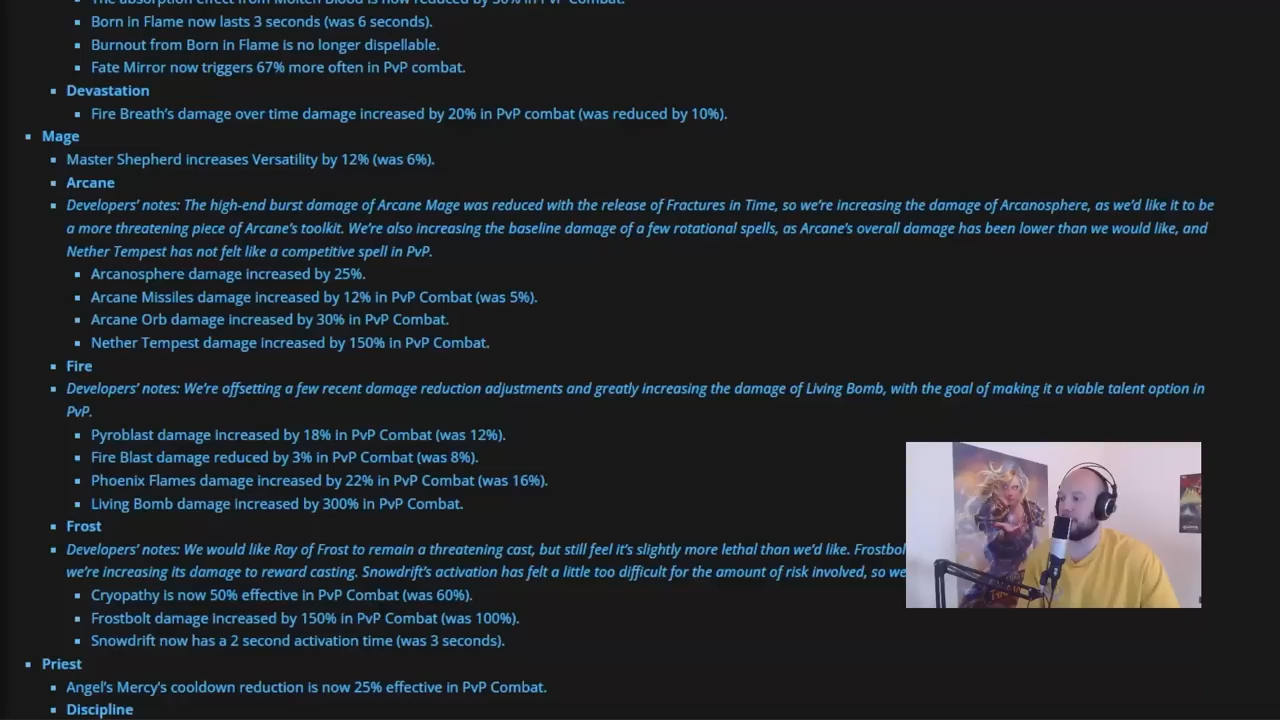 The absorption effect from Molten Blood is now reduced by 30% in PvP Combat.
Born in Flame now lasts 3 seconds (was 6 seconds).
Burnout from Born in Flame is no longer dispellable.
Fate Mirror now triggers 67% more often in PvP combat.
Devastation
Fire Breath’s damage over time damage increased by 20% in PvP combat (was reduced by 10%).
Mage
Master Shepherd increases Versatility by 12% (was 6%).
Arcane
Developers’ notes: The high-end burst damage of Arcane Mage was reduced with the release of Fractures in Time, so we’re increasing the damage of Arcanosphere, as we’d like it to be
a more threatening piece of Arcane’s toolkit. We’re also increasing the baseline damage of a few rotational spells, as Arcane’s overall damage has been lower than we would like, and
Nether Tempest has not felt like a competitive spell in PvP.
Arcanosphere damage increased by 25%.
Arcane Missiles damage increased by 12% in PvP Combat (was 5%).
Arcane Orb damage increased by 30% in PvP Combat.
Nether Tempest damage increased by 150% in PvP Combat.
Fire
Developers’ notes: We’re offsetting a few recent damage reduction adjustments and greatly increasing the damage of Living Bomb, with the goal of making it a viable talent option in
PvP.
Pyroblast damage increased by 18% in PvP Combat (was 12%).
Fire Blast damage reduced by 3% in PvP Combat (was 8%).
Phoenix Flames damage increased by 22% in PvP Combat (was 16%).
Living Bomb damage increased by 300% in PvP Combat.
Frost
Developers’ notes: We would like Ray of Frost to remain a threatening cast, but still feel it’s slightly more lethal than we’d like. Frostbol
we’re increasing its damage to reward casting. Snowdrift’s activation has felt a little too difficult for the amount of risk involved, so we
Cryopathy is now 50% effective in PvP Combat (was 60%).
Frostbolt damage increased by 150% in PvP Combat (was 100%).
Snowdrift now has a 2 second activation time (was 3 seconds).
Priest
Angel’s Mercy’s cooldown reduction is now 25% effective in PvP Combat.
Discipline